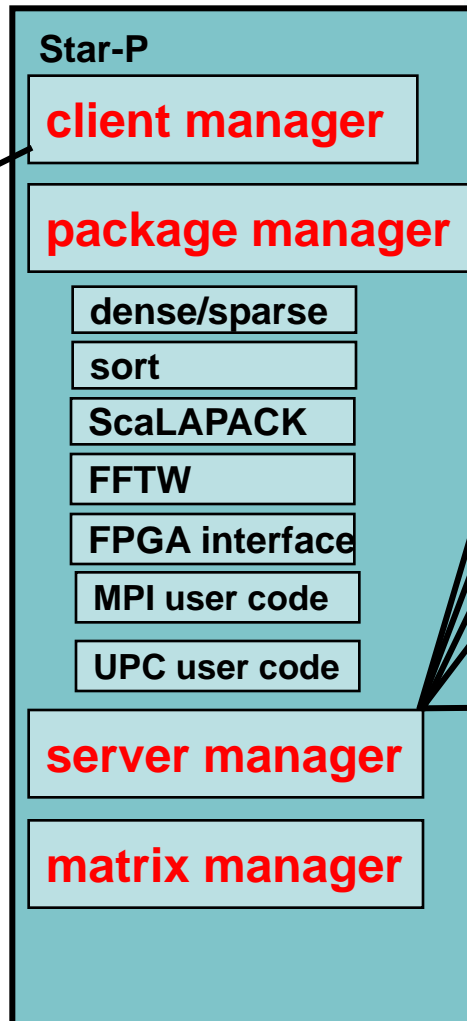 Star-P
client manager
package manager
dense/sparse
sort
ScaLAPACK
FFTW
FPGA interface
MPI user code
UPC user code
server manager
matrix manager